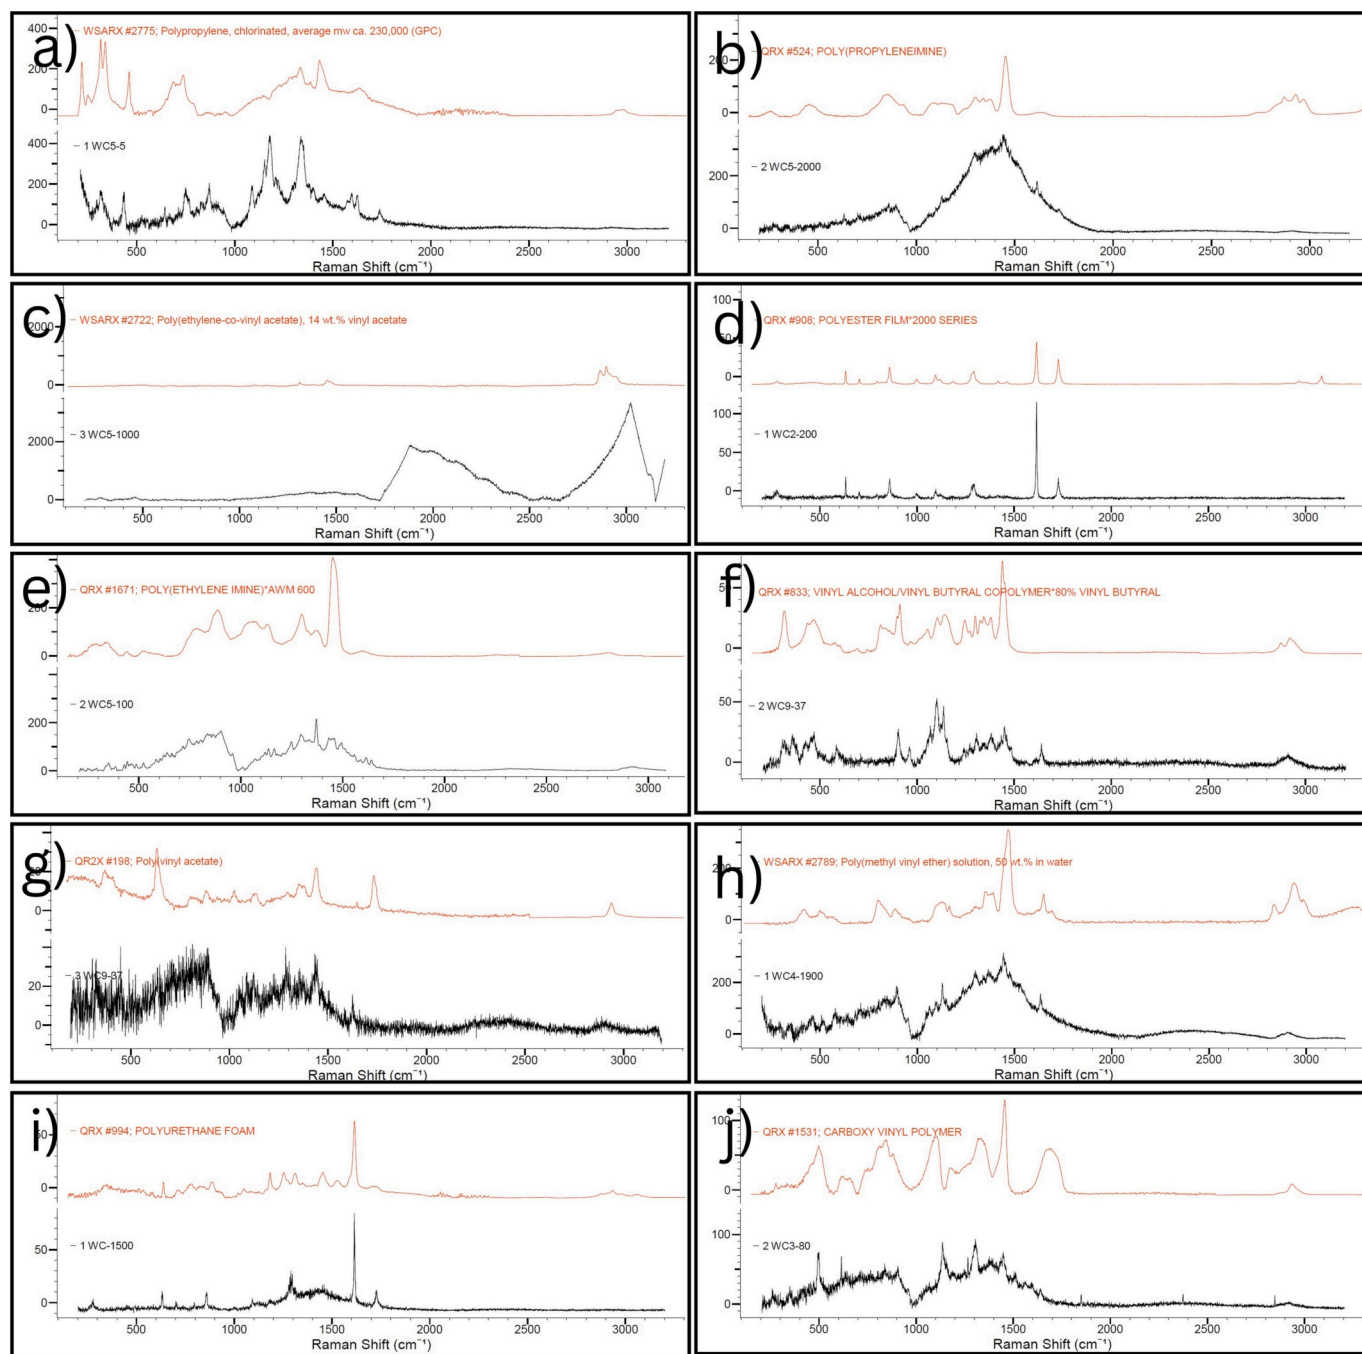 a)
– WSARX #2775; Polypropylene, chlorinated, average mw ca. 230,000 (GPC)
400
200
0
– 1 WC5-5
400
200
0
500 1000 1500 2000 2500 3000
Raman Shift (cm⁻¹)
b)
QRX #524; POLY(PROPYLENEIMINE)
200
0
– 2 WC5-2000
200
0
500 1000 1500 2000 2500 3000
Raman Shift (cm⁻¹)
c)
– WSARX #2722; Poly(ethylene-co-vinyl acetate), 14 wt.% vinyl acetate
2000
0
– 3 WC5-1000
2000
0
500 1000 1500 2000 2500 3000
Raman Shift (cm⁻¹)
d)
QRX #908; POLYESTER FILM*2000 SERIES
100
50
0
– 1 WC2-200
100
50
0
500 1000 1500 2000 2500 3000
Raman Shift (cm⁻¹)
e)
– QRX #1671; POLY(ETHYLENE IMINE)*AWM 600
200
0
– 2 WC5-100
200
0
500 1000 1500 2000 2500 3000
Raman Shift (cm⁻¹)
f)
QRX #833; VINYL ALCOHOL/VINYL BUTYRAL COPOLYMER*80% VINYL BUTYRAL
50
0
– 2 WC9-37
50
0
500 1000 1500 2000 2500 3000
Raman Shift (cm⁻¹)
g)
– QR2X #198; Poly(vinyl acetate)
20
0
– 3 WC9-37
20
0
500 1000 1500 2000 2500 3000
Raman Shift (cm⁻¹)
h)
WSARX #2789; Poly(methyl vinyl ether) solution, 50 wt.% in water
200
0
– 1 WC4-1900
200
0
500 1000 1500 2000 2500 3000
Raman Shift (cm⁻¹)
i)
– QRX #994; POLYURETHANE FOAM
50
0
– 1 WC-1500
50
0
500 1000 1500 2000 2500 3000
Raman Shift (cm⁻¹)
j)
– QRX #1531; CARBOXY VINYL POLYMER
100
0
– 2 WC3-80
100
0
500 1000 1500 2000 2500 3000
Raman Shift (cm⁻¹)